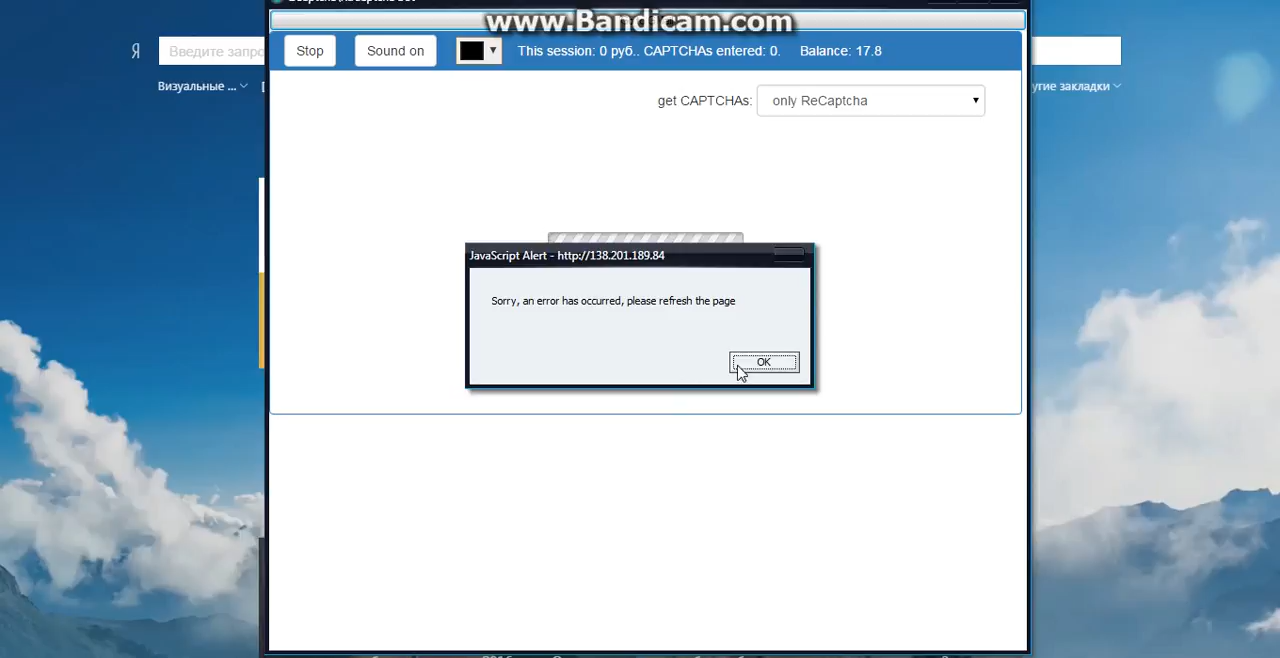 www.Bandicam.com
Я
Введите запро
Stop
Sound on
This session: 0 руб.. CAPTCHAs entered: 0.
Balance: 17.8
Визуальные ...
угие закладки
get CAPTCHAs:
only ReCaptcha
JavaScript Alert - http://138.201.189.84
Sorry, an error has occurred, please refresh the page
OK